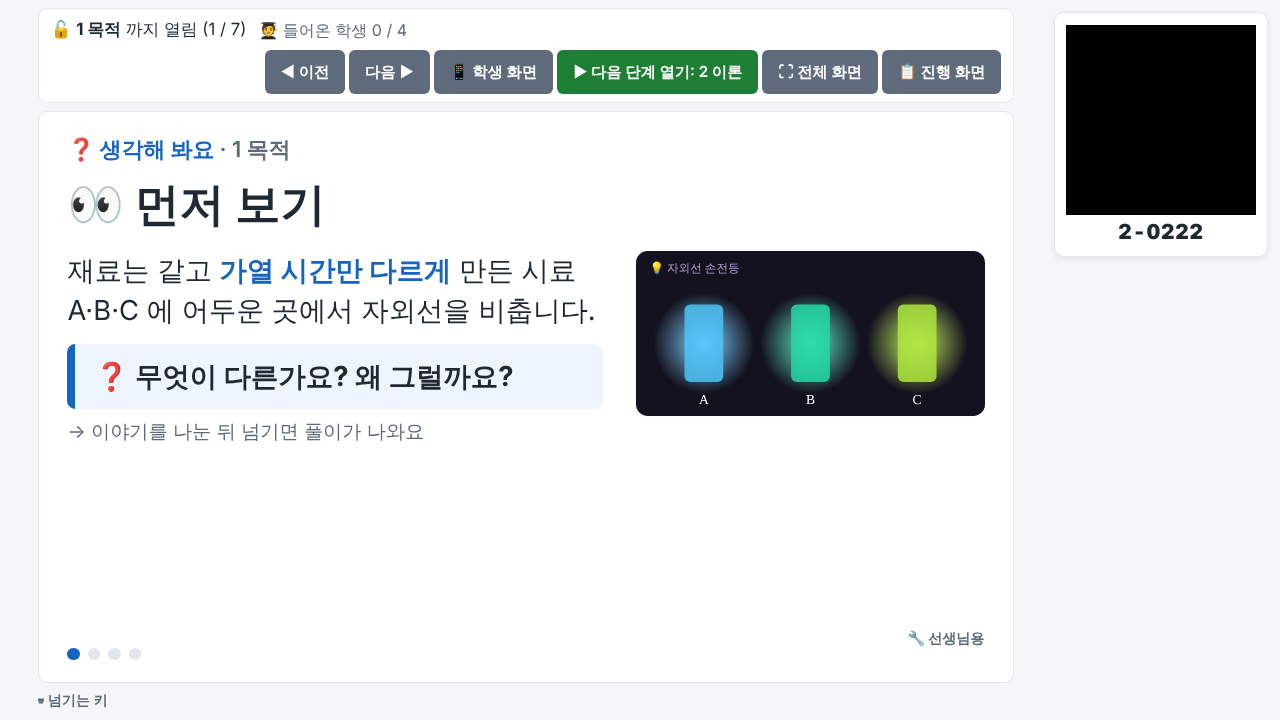 🔓 1 목적 까지 열림 (1 / 7) 🧑‍🎓 들어온 학생 0 / 4
◀ 이전
다음 ▶
📱 학생 화면
▶ 다음 단계 열기: 2 이론
⛶ 전체 화면
📋 진행 화면
2-0222
❓ 생각해 봐요 · 1 목적
👀 먼저 보기
재료는 같고 가열 시간만 다르게 만든 시료
A·B·C 에 어두운 곳에서 자외선을 비춥니다.
❓ 무엇이 다른가요? 왜 그럴까요?
→ 이야기를 나눈 뒤 넘기면 풀이가 나와요
💡 자외선 손전등
A B C
🔧 선생님용
넘기는 키